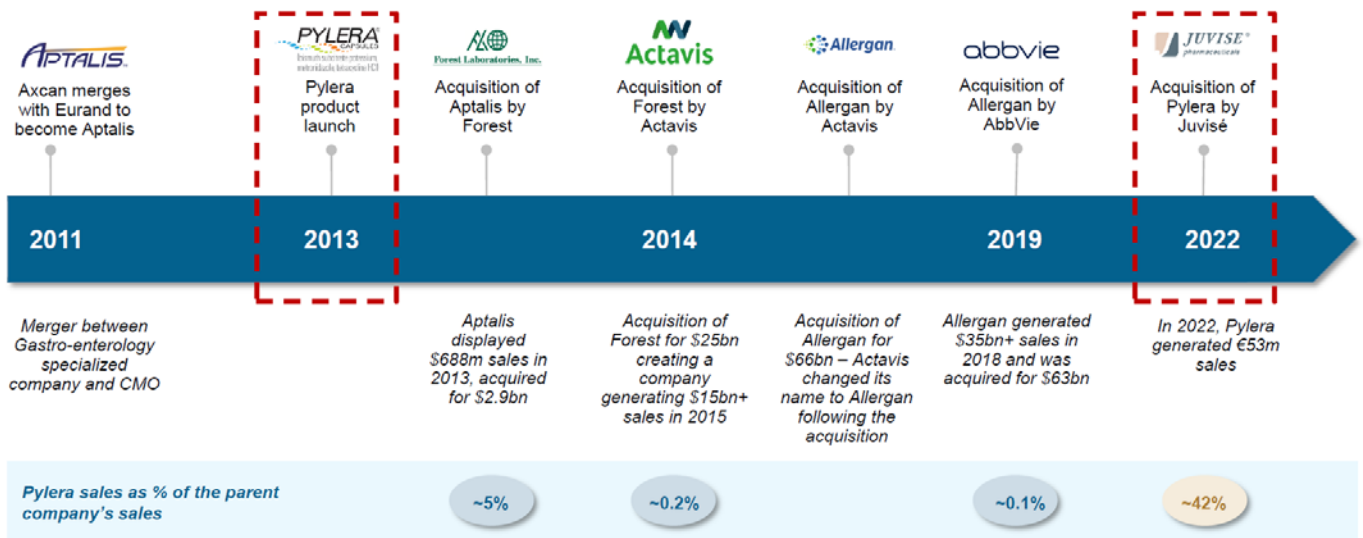 APTALIS™
Axcan merges
with Eurand to
become Aptalis
PYLERA®
CAPSULES
Pylera
product
launch
Forest Laboratories, Inc.
Acquisition of
Aptalis by
Forest
Actavis
Acquisition of
Forest by
Actavis
Allergan
Acquisition of
Allergan by
Actavis
abbvie
Acquisition of
Allergan by
AbbVie
JUVISE®
pharmaceuticals
Acquisition of
Pylera by
Juvisé
2011
2013
2014
2019
2022
Merger between
Gastro-enterology
specialized
company and CMO
Aptalis
displayed
$688m sales in
2013, acquired
for $2.9bn
Acquisition of
Forest for $25bn
creating a
company
generating $15bn+
sales in 2015
Acquisition of
Allergan for
$66bn – Actavis
changed its
name to Allergan
following the
acquisition
Allergan generated
$35bn+ sales in
2018 and was
acquired for $63bn
In 2022, Pylera
generated €53m
sales
Pylera sales as % of the parent
company's sales
~5%
~0.2%
~0.1%
~42%